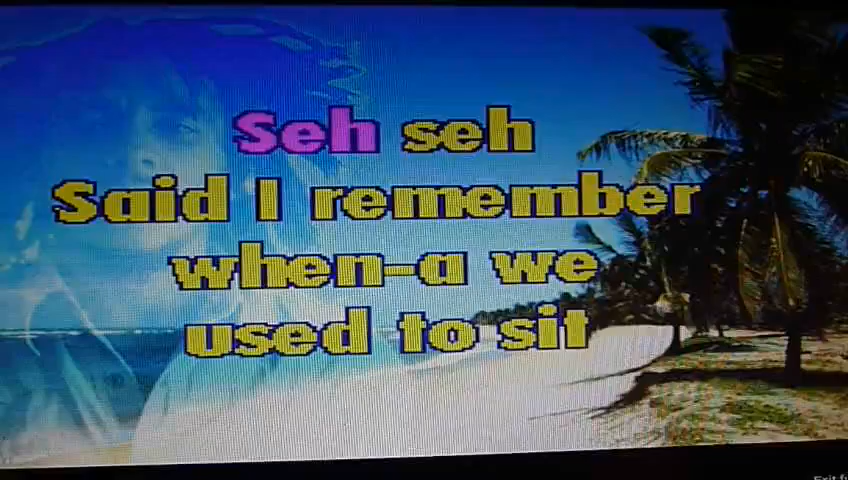 Seh seh
Said I remember
when-a we
used to sit